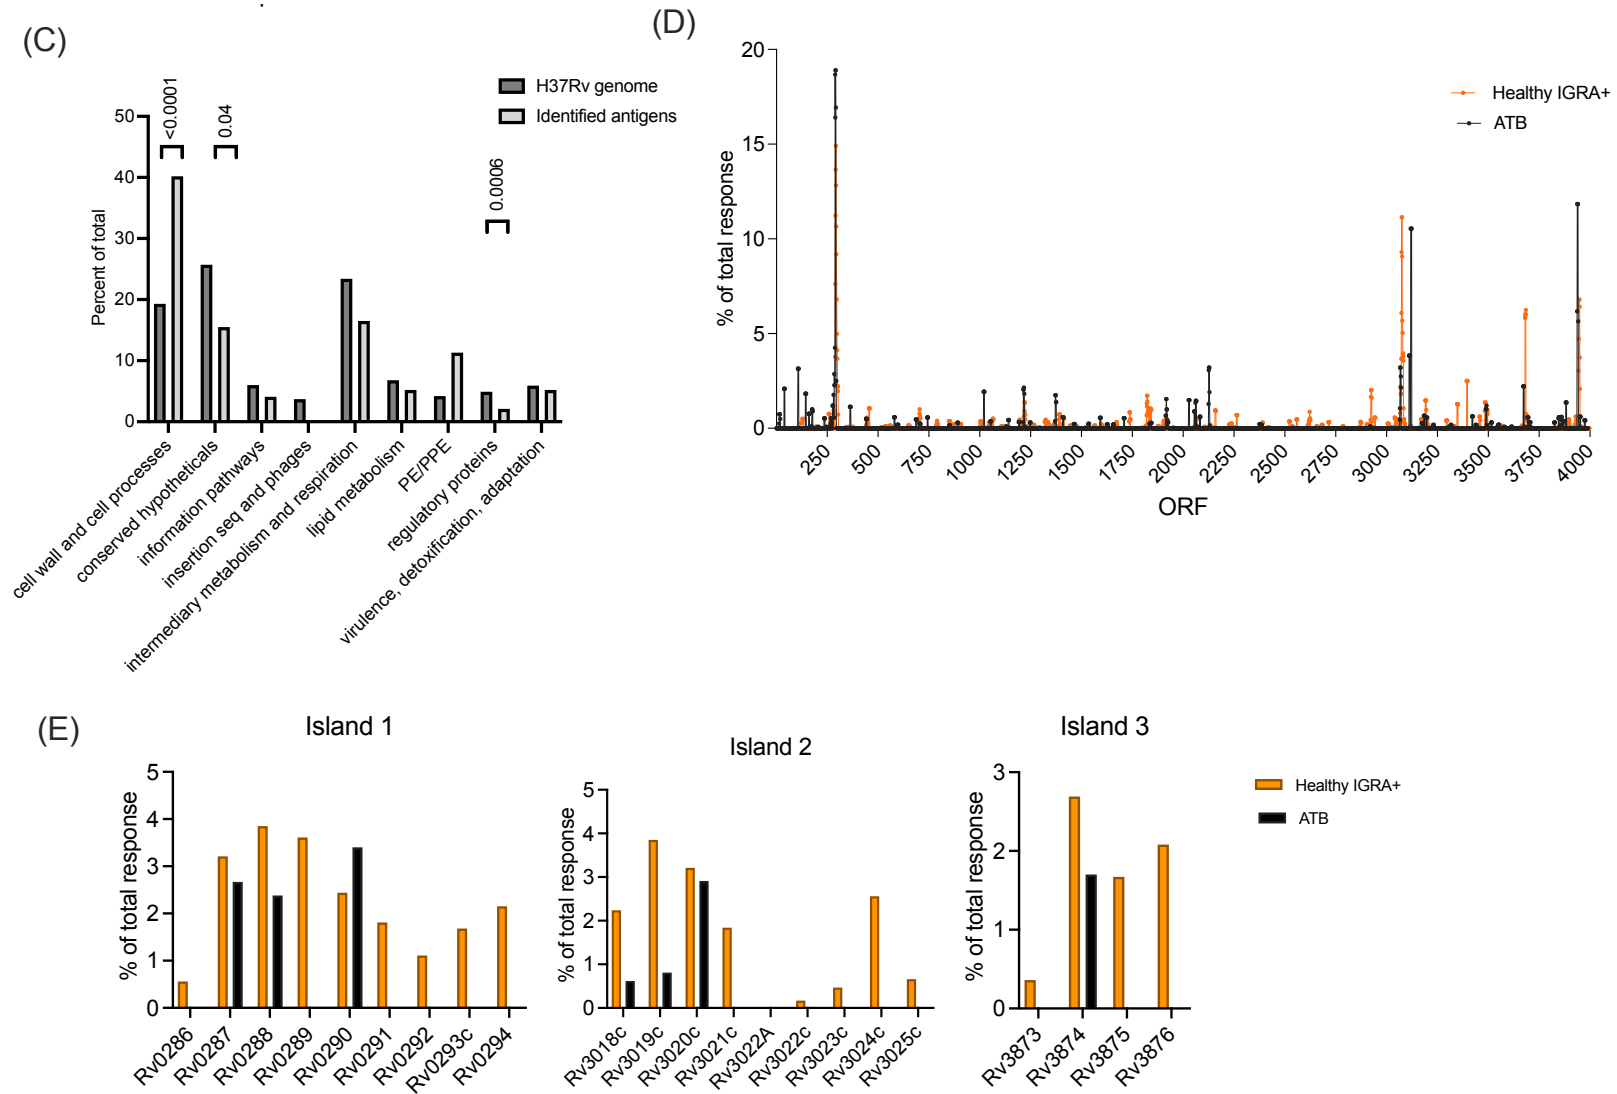 (C)
H37Rv genome
Identified antigens
<0.0001
0.04
0.0006
Percent of total
50
40
30
20
10
0
cell wall and cell processes
conserved hypotheticals
information pathways
insertion seq and phages
intermediary metabolism and respiration
lipid metabolism
PE/PPE
regulatory proteins
virulence, detoxification, adaptation
(D)
Healthy IGRA+
ATB
% of total response
20
15
10
5
0
250
500
750
1000
1250
1500
1750
2000
2250
2500
2750
3000
3250
3500
3750
4000
ORF
(E)
Island 1
% of total response
5
4
3
2
1
0
Rv0286
Rv0287
Rv0288
Rv0289
Rv0290
Rv0291
Rv0292
Rv0293c
Rv0294
Island 2
% of total response
5
4
3
2
1
0
Rv3018c
Rv3019c
Rv3020c
Rv3021c
Rv3022A
Rv3022c
Rv3023c
Rv3024c
Rv3025c
Island 3
% of total response
3
2
1
0
Rv3873
Rv3874
Rv3875
Rv3876
Healthy IGRA+
ATB